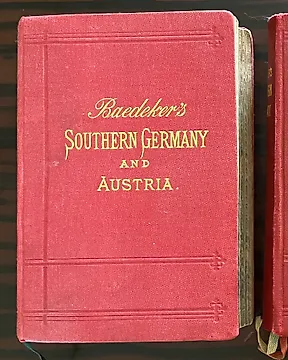 Baedeker's
SOUTHERN GERMANY
AND
AUSTRIA.